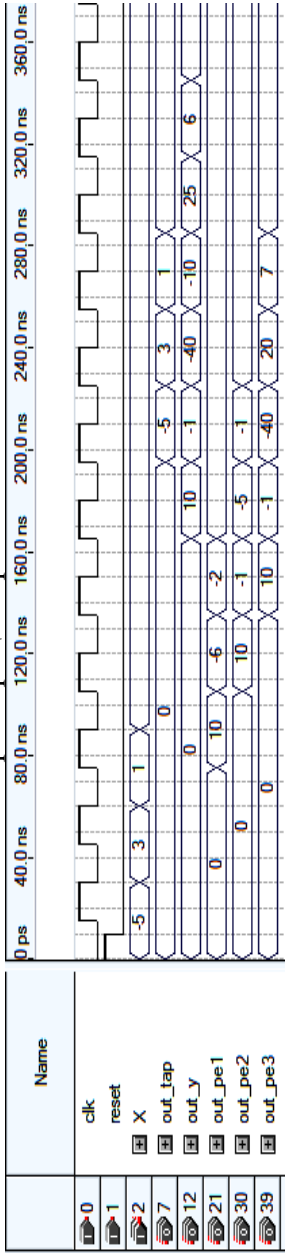 Name 0 ps 40.0 ns 80.0 ns 120.0 ns 160.0 ns 200.0 ns 240.0 ns 280.0 ns 320.0 ns 360.0 ns
0 clk
1 reset
2 X -5 3 1
7 out_tap 0 -5 3 1
12 out_y 0 10 -1 -40 -10 25 6
21 out_pe1 0 10 -6 -2
30 out_pe2 0 10 -1 -5 -1
39 out_pe3 0 10 -1 -40 20 7